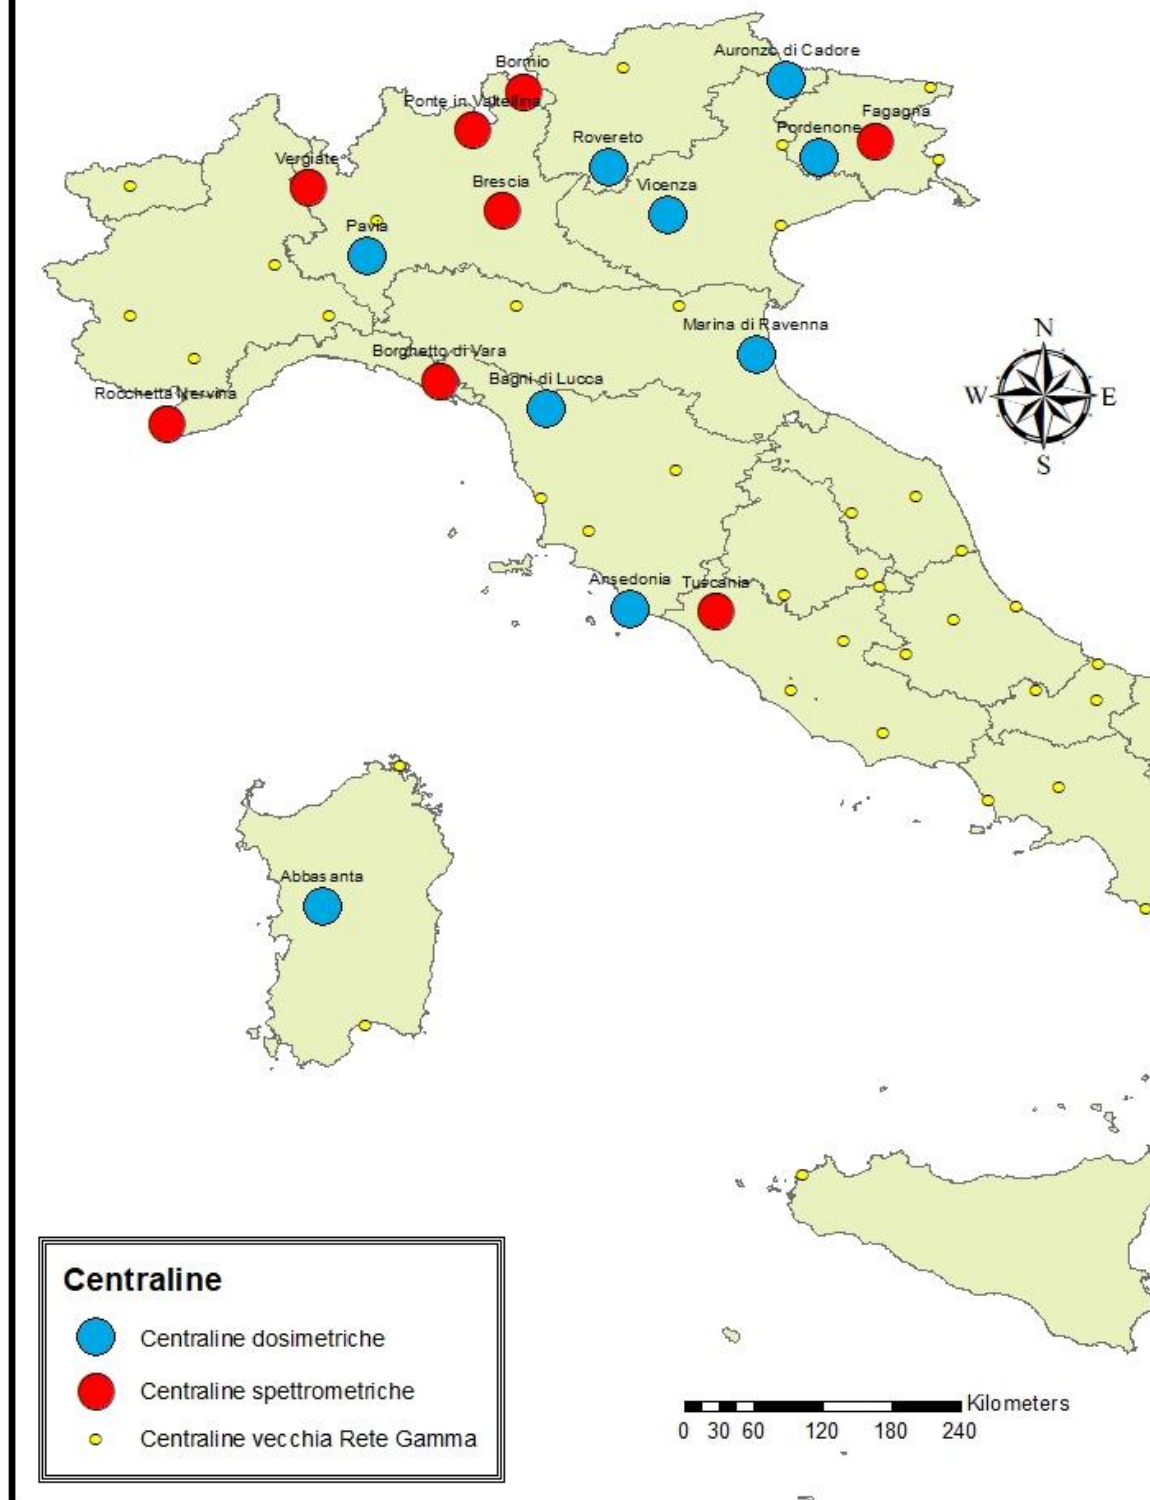 Auronzo di Cadore
Bormio
Ponte in Valtellina
Fagagna
Pordenone
Rovereto
Vergiate
Brescia
Vicenza
Pavia
Marina di Ravenna
Borghetto di Vara
Bagni di Lucca
Rocchetta Nervina
N
W
E
S
Ansedonia
Tuscania
Abbasanta
Centraline
Centraline dosimetriche
Centraline spettrometriche
Centraline vecchia Rete Gamma
Kilometers
0 30 60 120 180 240